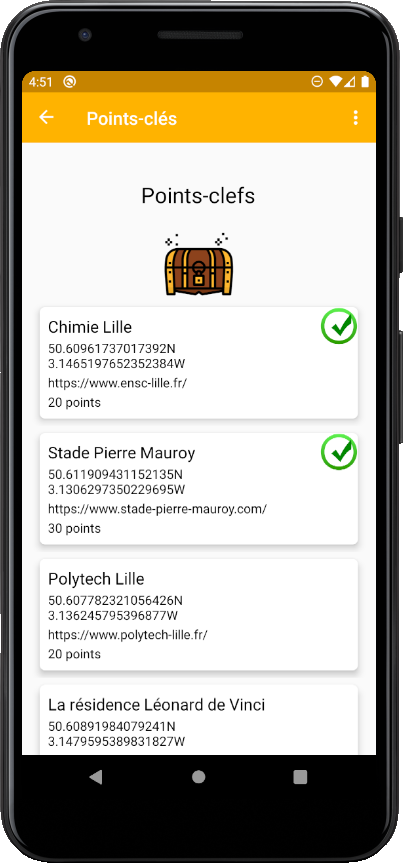 4:51
Points-clés
Points-clefs
Chimie Lille
50.60961737017392N
3.1465197652352384W
https://www.ensc-lille.fr/
20 points
Stade Pierre Mauroy
50.611909431152135N
3.1306297350229695W
https://www.stade-pierre-mauroy.com/
30 points
Polytech Lille
50.607782321056426N
3.136245795396877W
https://www.polytech-lille.fr/
20 points
La résidence Léonard de Vinci
50.60891984079241N
3.1479595389831827W